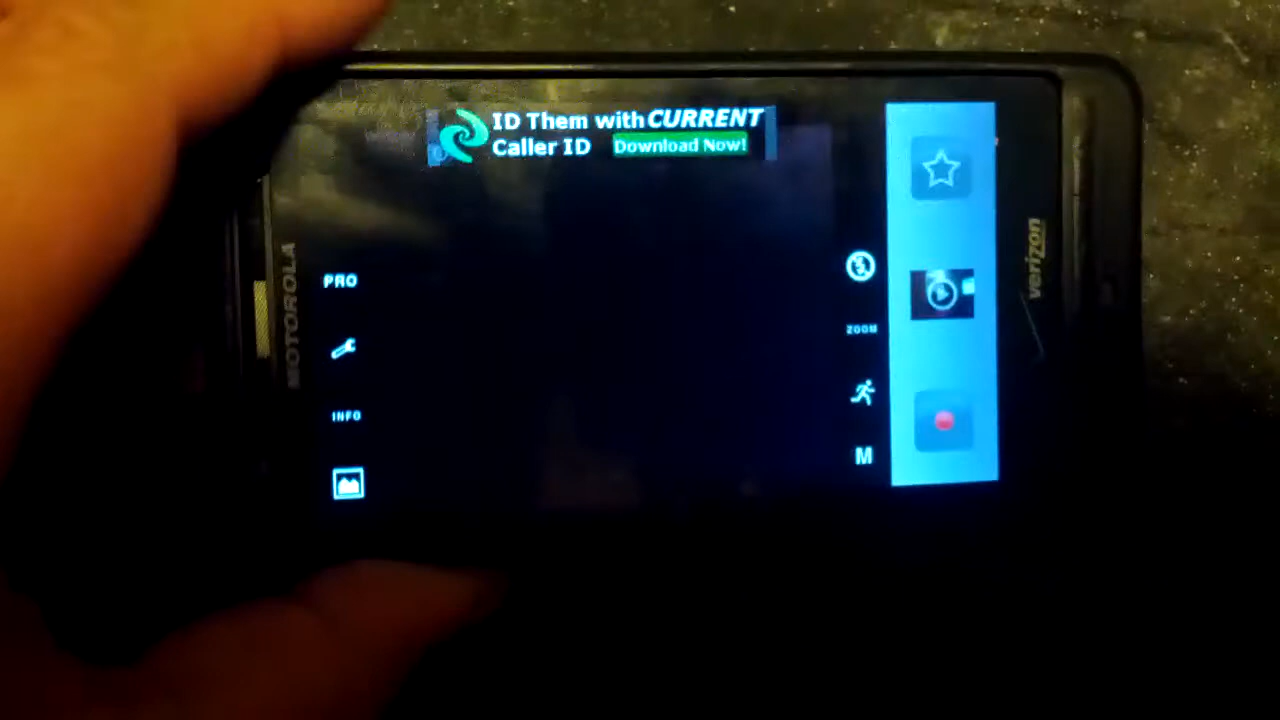 ID Them with CURRENT
Caller ID Download Now!
MOTOROLA
PRO
INFO
ZOOM
M
verizon